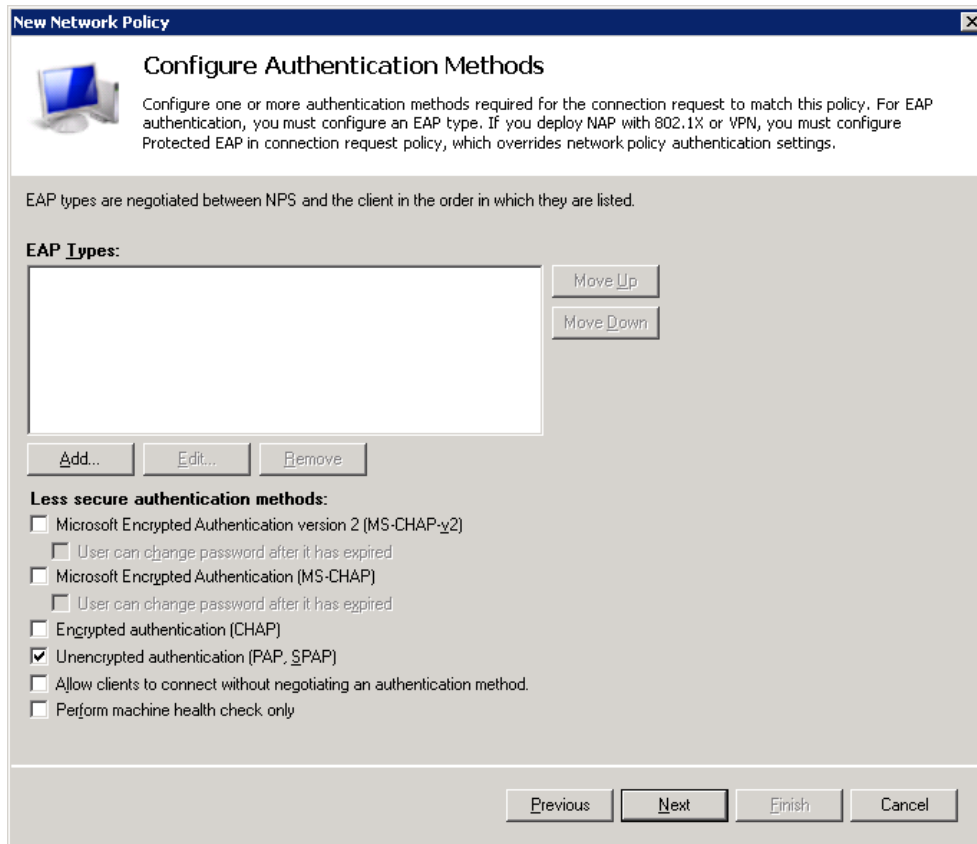 New Network Policy
Configure Authentication Methods
Configure one or more authentication methods required for the connection request to match this policy. For EAP
authentication, you must configure an EAP type. If you deploy NAP with 802.1X or VPN, you must configure
Protected EAP in connection request policy, which overrides network policy authentication settings.
EAP types are negotiated between NPS and the client in the order in which they are listed.
EAP Types:
Move Up
Move Down
Add... Edit... Remove
Less secure authentication methods:
Microsoft Encrypted Authentication version 2 (MS-CHAP-v2)
User can change password after it has expired
Microsoft Encrypted Authentication (MS-CHAP)
User can change password after it has expired
Encrypted authentication (CHAP)
Unencrypted authentication (PAP, SPAP)
Allow clients to connect without negotiating an authentication method.
Perform machine health check only
Previous Next Finish Cancel